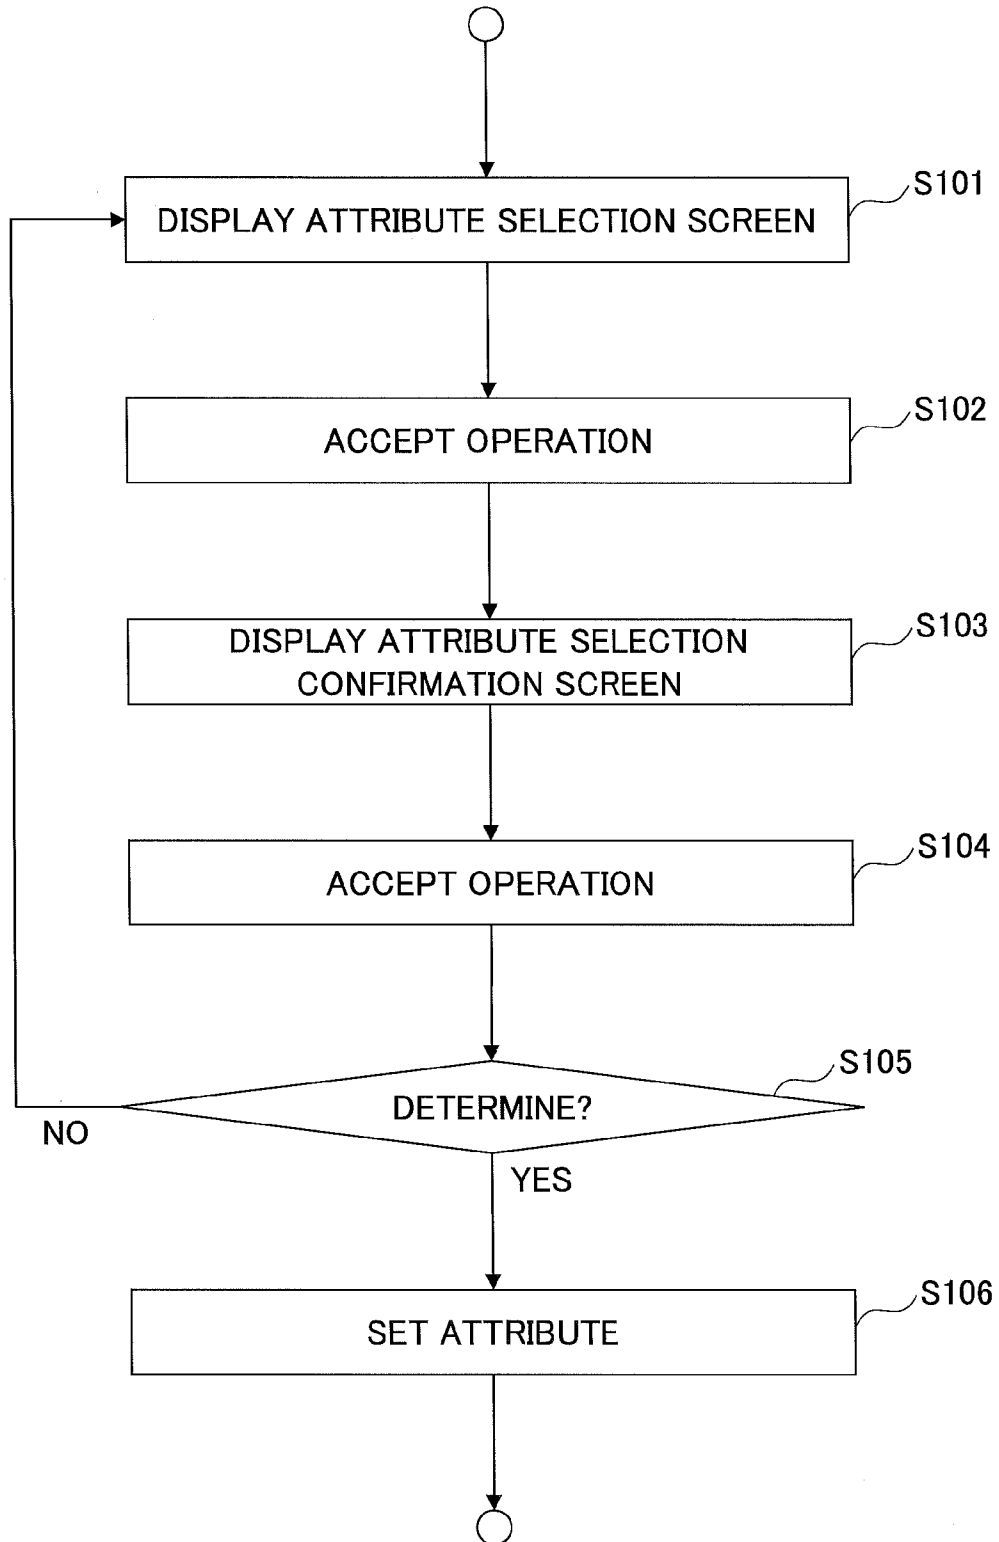 S101
DISPLAY ATTRIBUTE SELECTION SCREEN
S102
ACCEPT OPERATION
S103
DISPLAY ATTRIBUTE SELECTION
CONFIRMATION SCREEN
S104
ACCEPT OPERATION
S105
DETERMINE?
NO
YES
S106
SET ATTRIBUTE